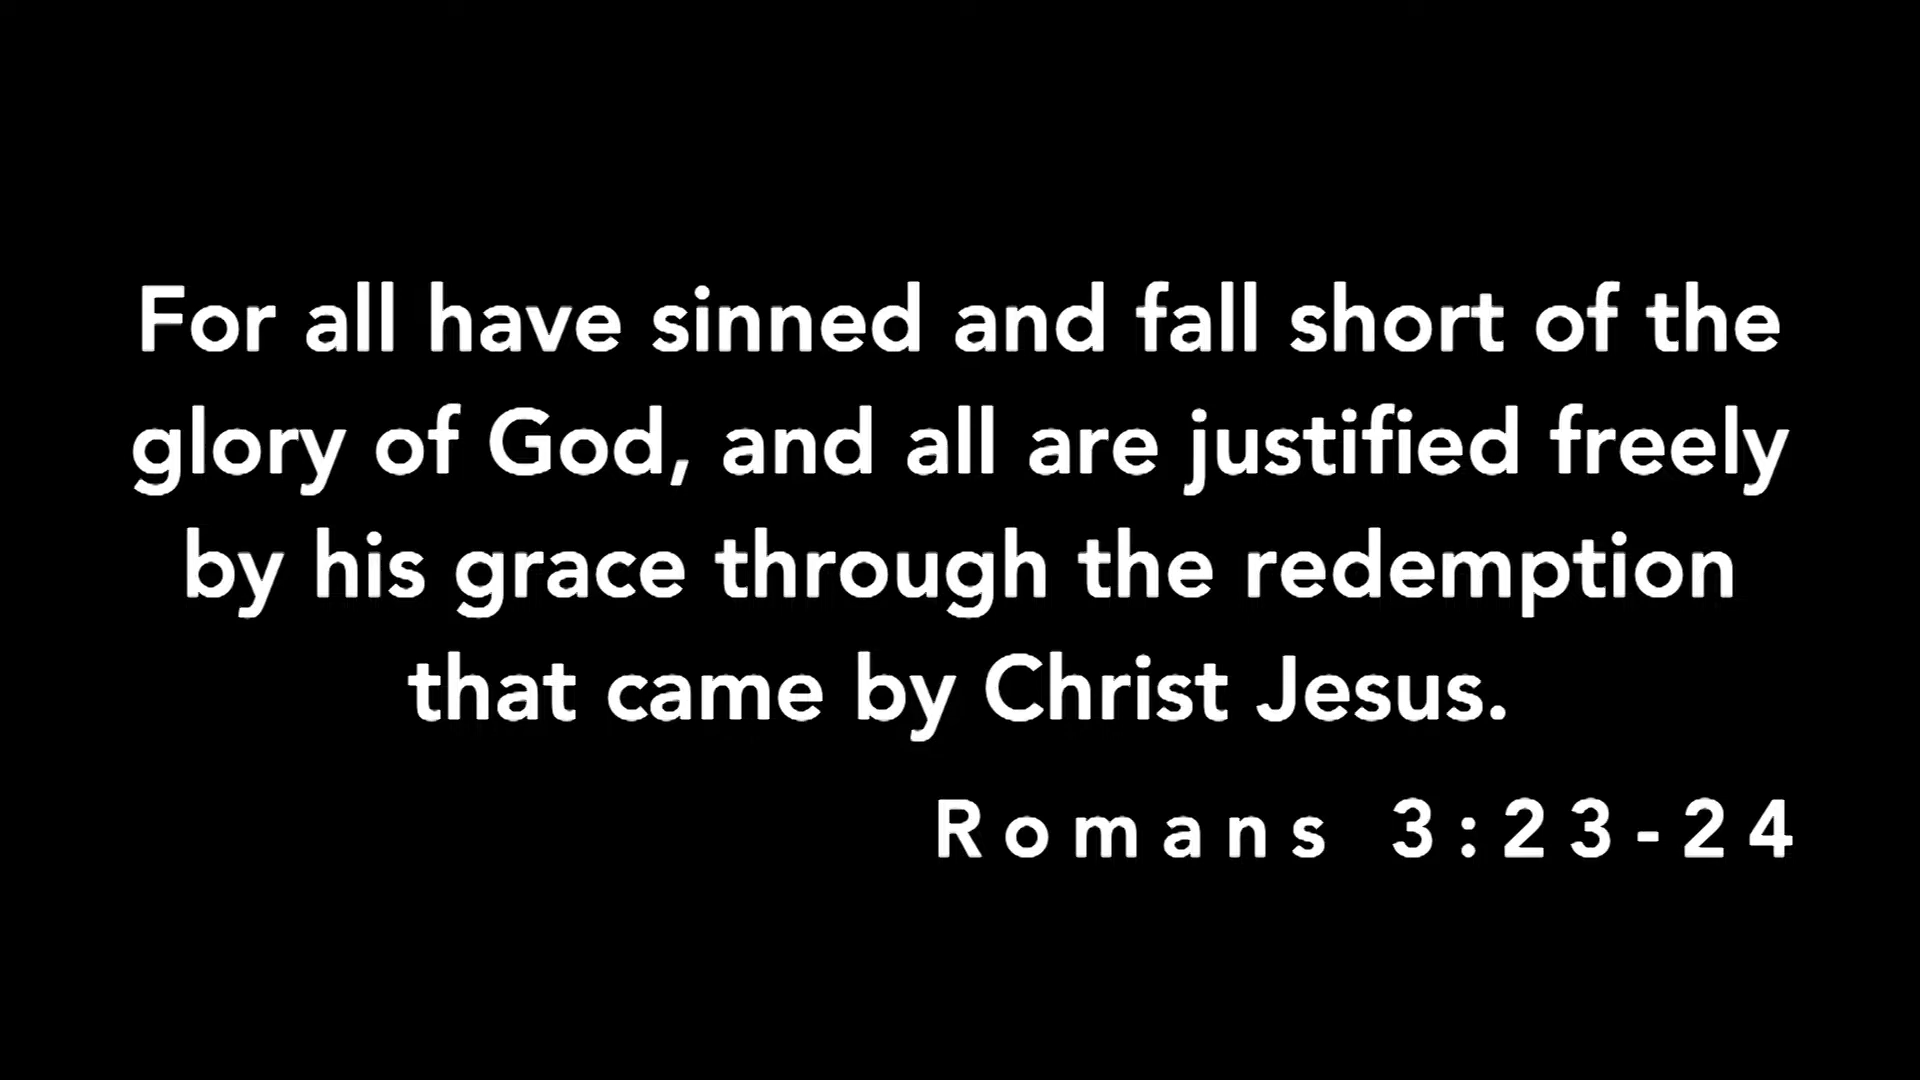 For all have sinned and fall short of the
glory of God, and all are justified freely
by his grace through the redemption
that came by Christ Jesus.
Romans 3:23-24